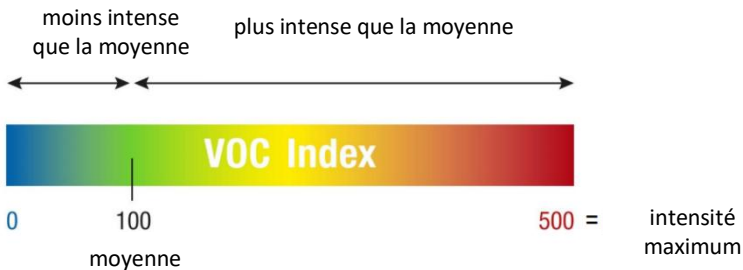 moins intense
que la moyenne
plus intense que la moyenne
VOC Index
0
100
500 =
intensité
maximum
moyenne